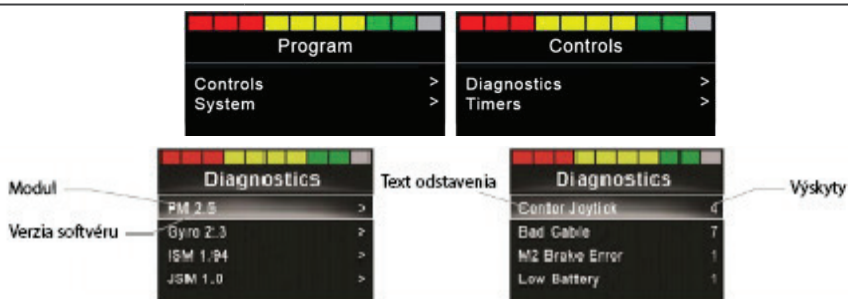 Program
Controls >
System >
Controls
Diagnostics >
Timers >
Modul
Verzia softvéru
Diagnostics
PM 2.5 >
Gyro 2.3 >
ISM 1.94 >
JSM 1.0 >
Text odstavenia
Výskyty
Diagnostics
Center Joytick 4
Bad Cable 7
M2 Brake Error 1
Low Battery 1